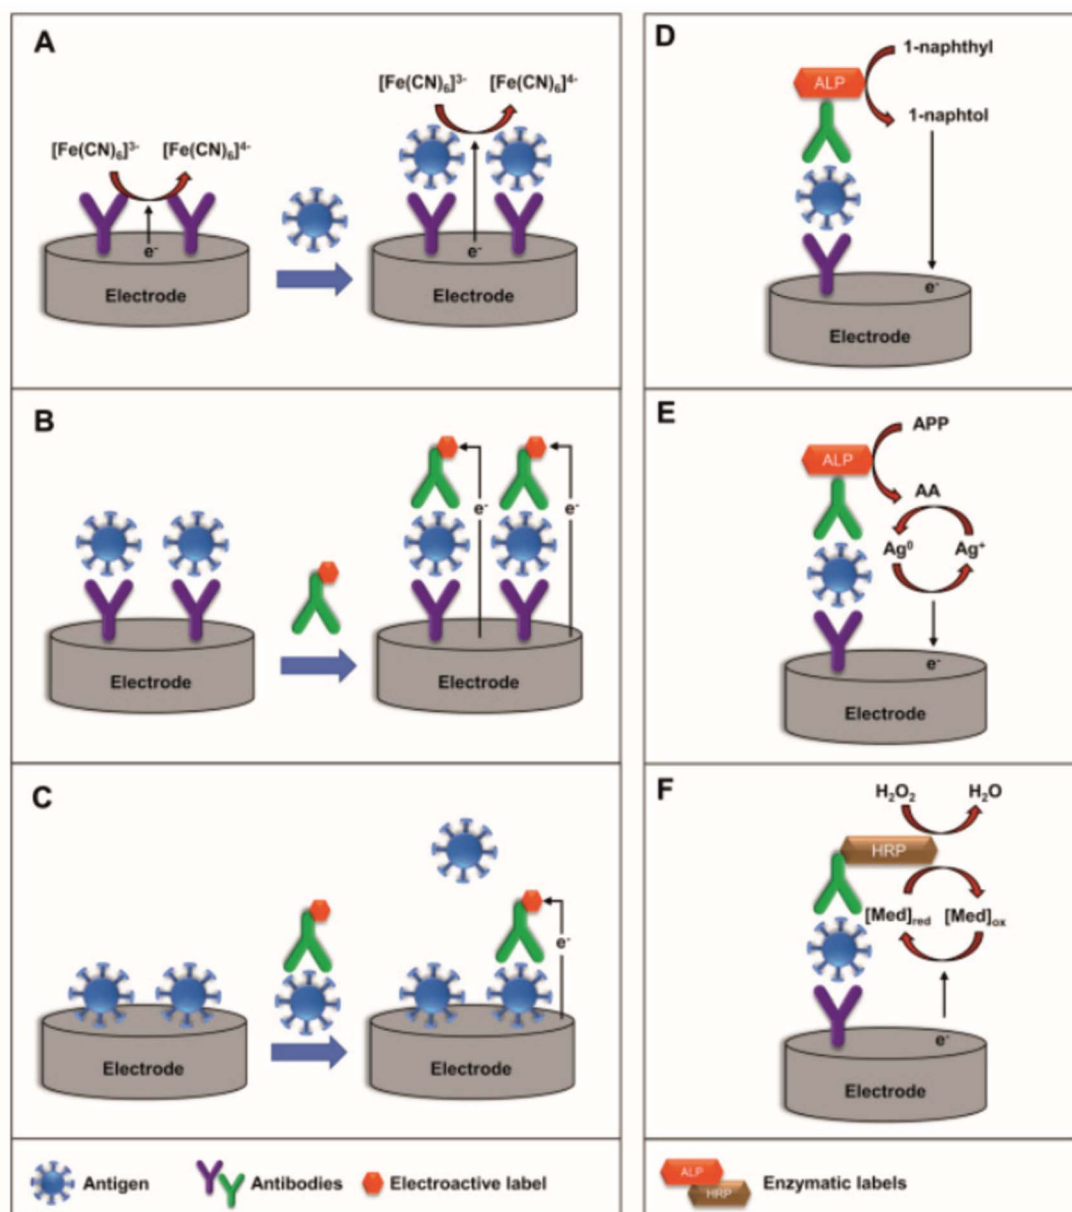 A
[Fe(CN)₆]³⁻ [Fe(CN)₆]⁴⁻
[Fe(CN)₆]³⁻ [Fe(CN)₆]⁴⁻
e⁻
e⁻
Electrode
Electrode
B
e⁻
e⁻
Electrode
Electrode
C
e⁻
Electrode
Electrode
Antigen
Antibodies
Electroactive label
D
1-naphthyl
ALP
1-naphtol
e⁻
Electrode
E
APP
ALP
AA
Ag⁰ Ag⁺
e⁻
Electrode
F
H₂O₂ H₂O
HRP
[Med]red [Med]ox
e⁻
Electrode
ALP
HRP
Enzymatic labels